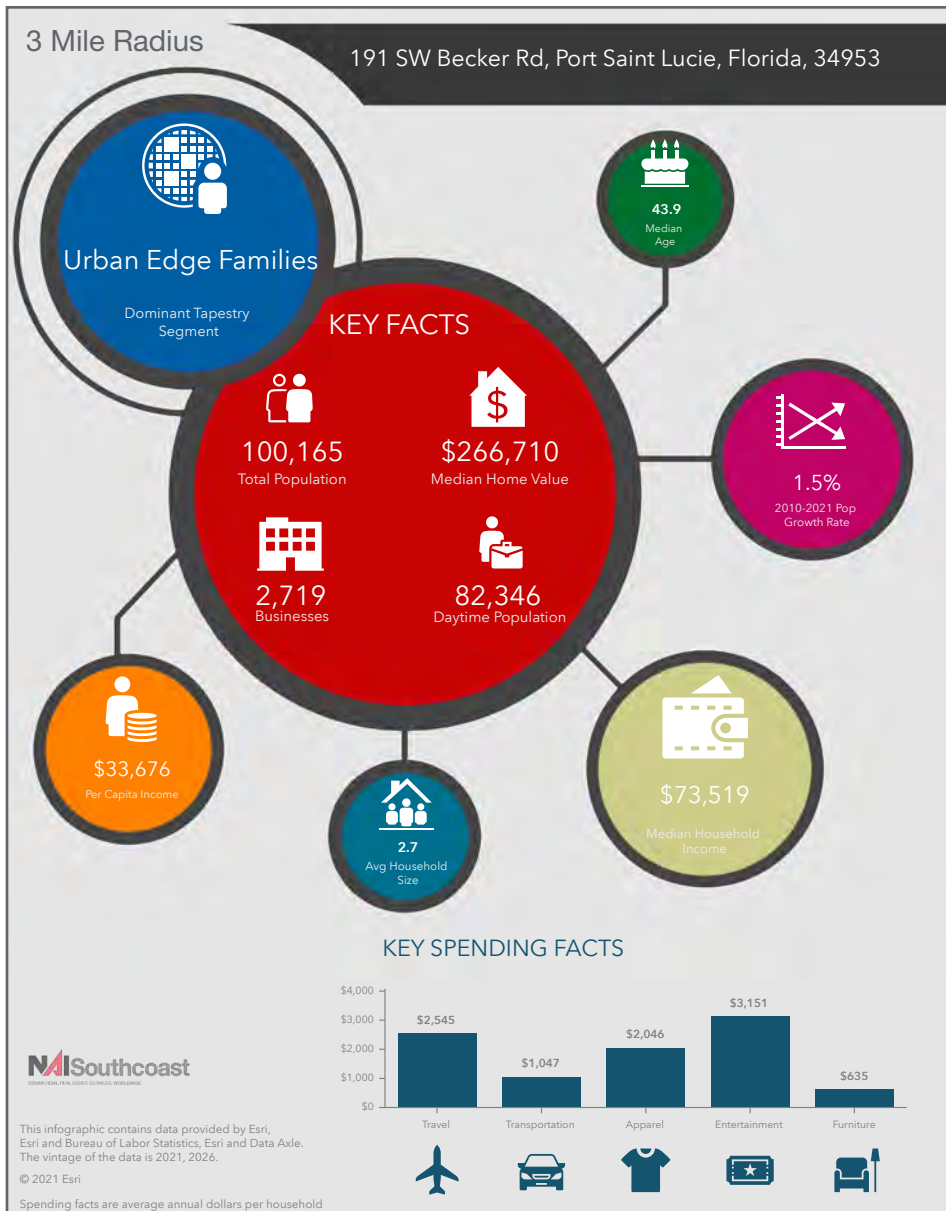 3 Mile Radius
191 SW Becker Rd, Port Saint Lucie, Florida, 34953
Urban Edge Families
Dominant Tapestry
Segment
43.9
Median
Age
KEY FACTS
100,165
Total Population
$266,710
Median Home Value
2,719
Businesses
82,346
Daytime Population
1.5%
2010-2021 Pop
Growth Rate
$33,676
Per Capita Income
2.7
Avg Household
Size
$73,519
Median Household
Income
KEY SPENDING FACTS
$4,000
$3,000
$2,000
$1,000
$0
$2,545
$1,047
$2,046
$3,151
$635
Travel
Transportation
Apparel
Entertainment
Furniture
NAISouthcoast
COMMERCIAL REAL ESTATE SERVICES, WORLDWIDE
This infographic contains data provided by Esri,
Esri and Bureau of Labor Statistics, Esri and Data Axle.
The vintage of the data is 2021, 2026.
© 2021 Esri
Spending facts are average annual dollars per household